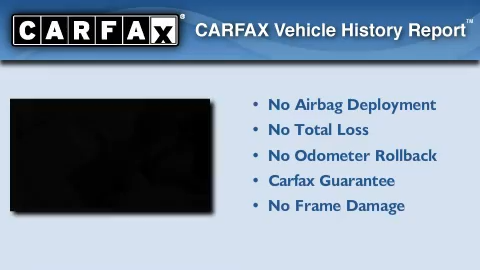 CARFAX® CARFAX Vehicle History Report™
• No Airbag Deployment
• No Total Loss
• No Odometer Rollback
• Carfax Guarantee
• No Frame Damage